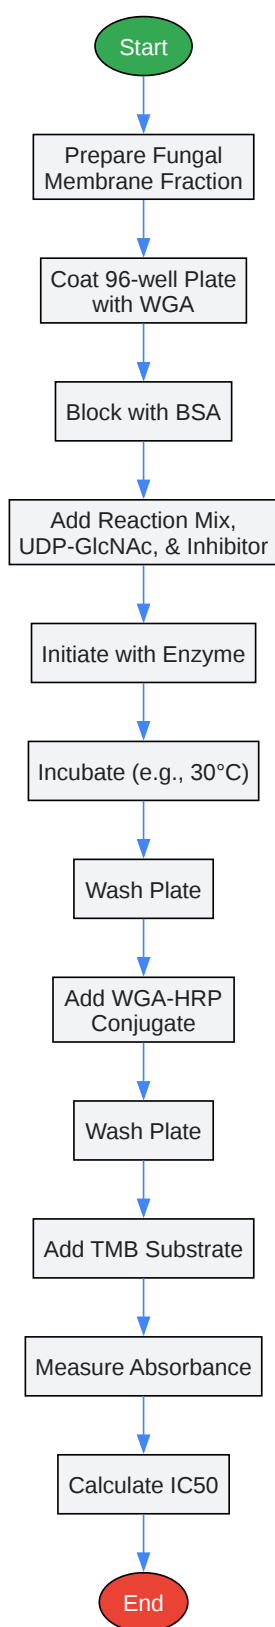 Start
Prepare Fungal
Membrane Fraction
Coat 96-well Plate
with WGA
Block with BSA
Add Reaction Mix,
UDP-GlcNAc, & Inhibitor
Initiate with Enzyme
Incubate (e.g., 30°C)
Wash Plate
Add WGA-HRP
Conjugate
Wash Plate
Add TMB Substrate
Measure Absorbance
Calculate IC50
End